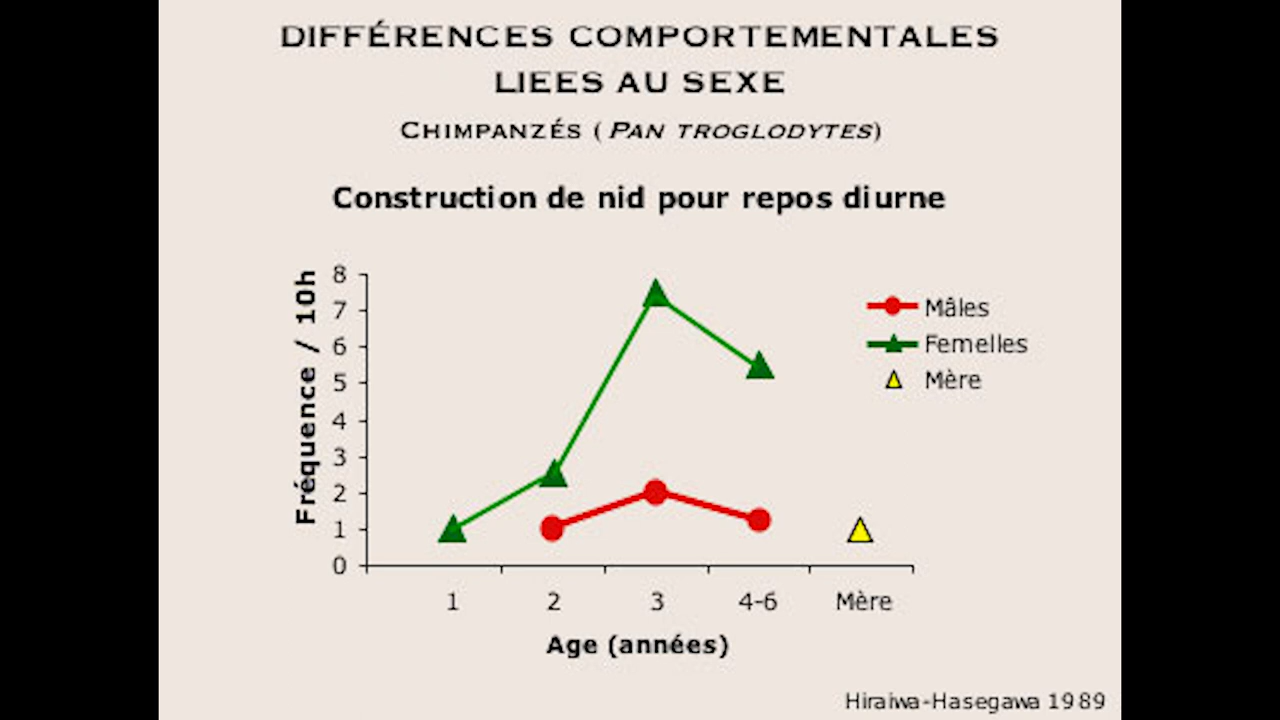 DIFFÉRENCES COMPORTEMENTALES
LIEES AU SEXE
CHIMPANZÉS (PAN TROGLODYTES)
Construction de nid pour repos diurne
Fréquence / 10h
8
7
6
5
4
3
2
1
0
Mâles
Femelles
Mère
1 2 3 4-6 Mère
Age (années)
Hiraiwa-Hasegawa 1989